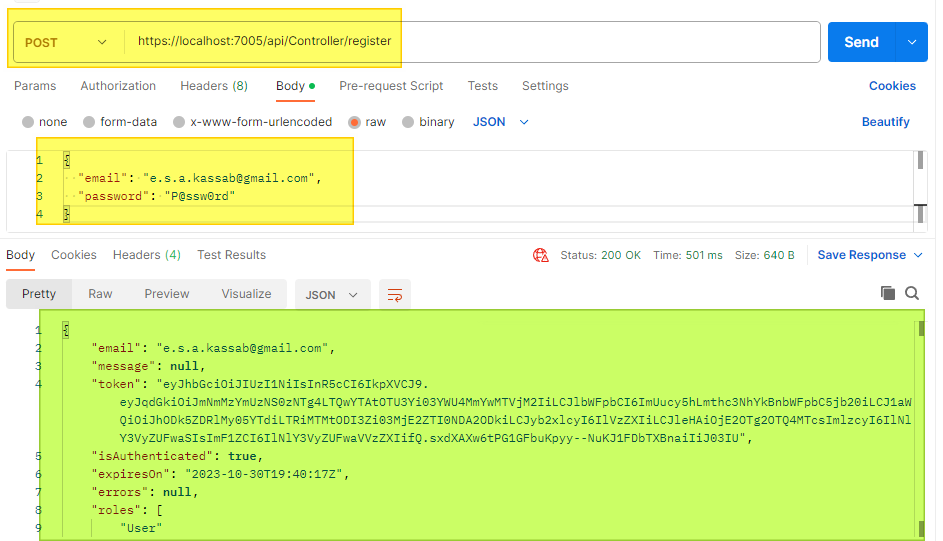 POST https://localhost:7005/api/Controller/register Send
Params Authorization Headers (8) Body Pre-request Script Tests Settings Cookies
none form-data x-www-form-urlencoded raw binary JSON Beautify
1 {
2 "email": "e.s.a.kassab@gmail.com",
3 "password": "P@ssw0rd"
4 }
Body Cookies Headers (4) Test Results Status: 200 OK Time: 501 ms Size: 640 B Save Response
Pretty Raw Preview Visualize JSON
1 {
2 "email": "e.s.a.kassab@gmail.com",
3 "message": null,
4 "token": "eyJhbGciOiJIUzI1NiIsInR5cCI6IkpXVCJ9.
eyJqdGkiOiJmNmMzYmUzNS0zNTg4LTQwYTAtOTU3Yi03YWU4MmYwMTVjM2IiLCJlbWFpbCI6ImUucy5hLmthc3NhYkBnbWFpbC5jb20iLCJ1aW
QiOiJhODk5ZDRlMy05YTdiLTRiMTMtODI3Zi03MjE2ZTI0NDA2ODkiLCJyb2xlcyI6IlVzZXIiLCJleHAiOjE2OTg2OTQ4MTcsImlzcyI6IlNl
Y3VyZUFwaSIsImF1ZCI6IlNlY3VyZUFwaVVzZXIifQ.sxdXAXw6tPG1GFbuKpyy--NuKJ1FDbTXBnaiIiJ03IU",
5 "isAuthenticated": true,
6 "expiresOn": "2023-10-30T19:40:17Z",
7 "errors": null,
8 "roles": [
9 "User"